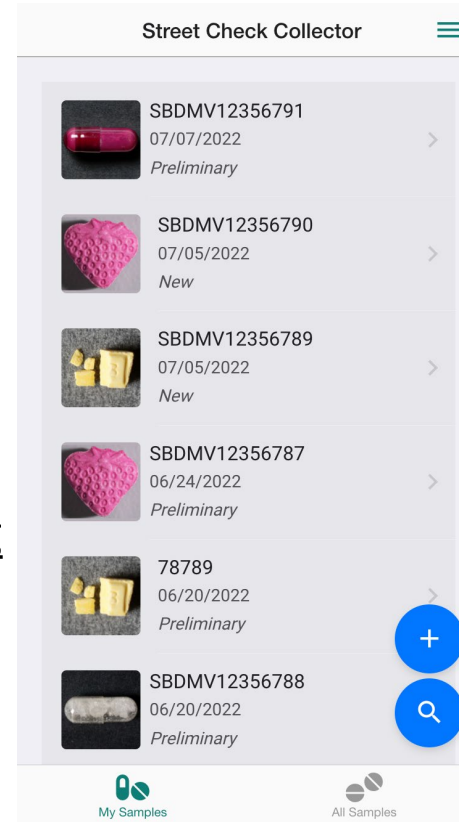 Street Check Collector
SBDMV12356791
07/07/2022
Preliminary
SBDMV12356790
07/05/2022
New
SBDMV12356789
07/05/2022
New
SBDMV12356787
06/24/2022
Preliminary
78789
06/20/2022
Preliminary
SBDMV12356788
06/20/2022
Preliminary
My Samples
All Samples